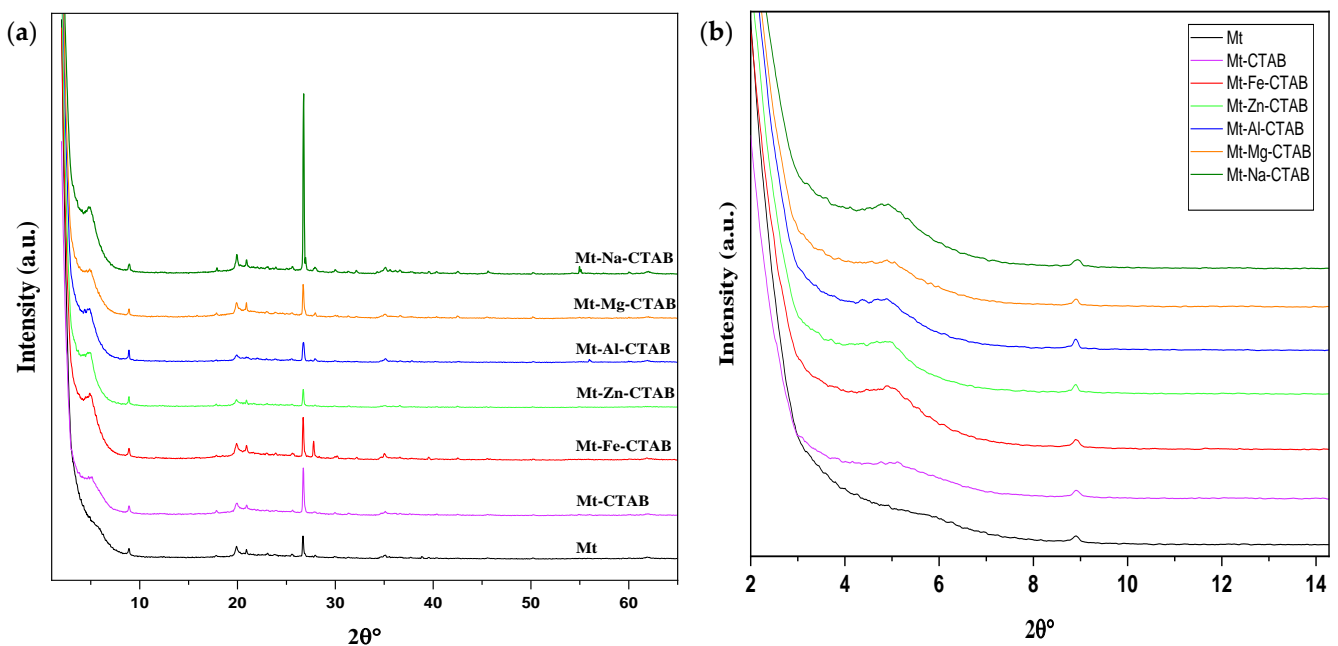 (a)
Intensity (a.u.)
Mt-Na-CTAB
Mt-Mg-CTAB
Mt-Al-CTAB
Mt-Zn-CTAB
Mt-Fe-CTAB
Mt-CTAB
Mt
10 20 30 40 50 60
2θ°
(b)
Intensity (a.u.)
Mt
Mt-CTAB
Mt-Fe-CTAB
Mt-Zn-CTAB
Mt-Al-CTAB
Mt-Mg-CTAB
Mt-Na-CTAB
2 4 6 8 10 12 14
2θ°